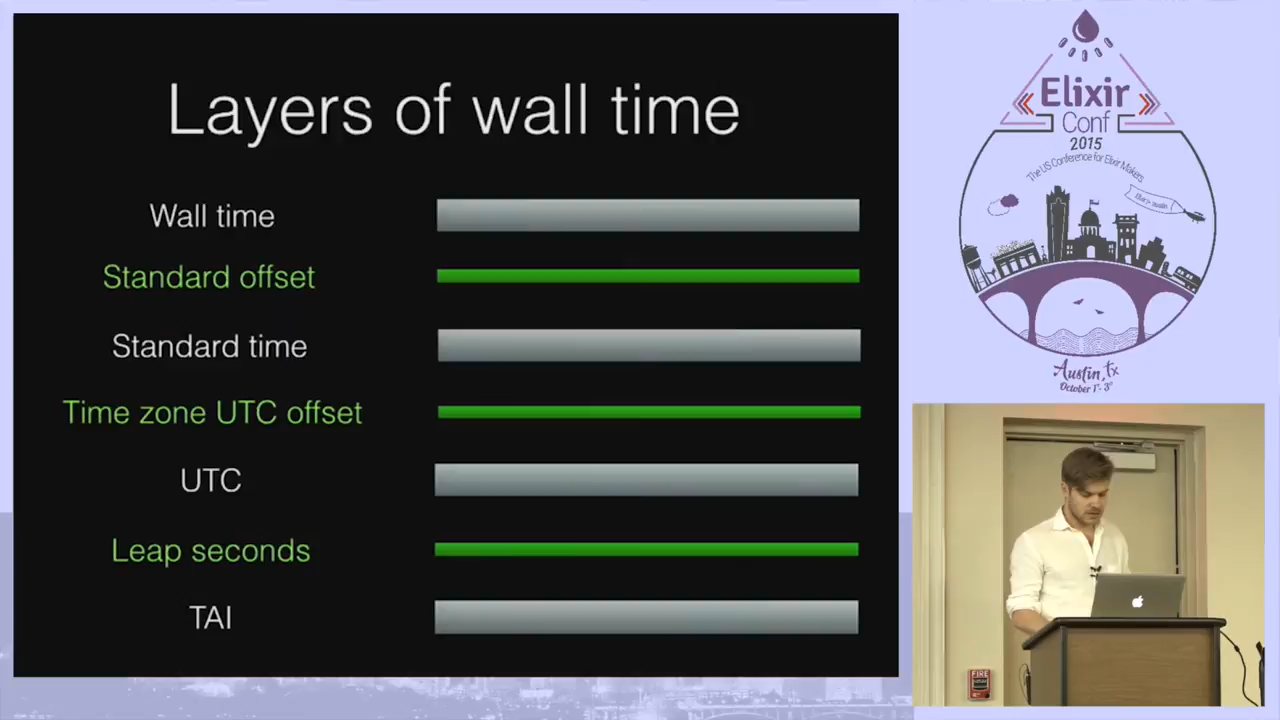 Layers of wall time
Wall time
Standard offset
Standard time
Time zone UTC offset
UTC
Leap seconds
TAI
Elixir
Conf
2015
The US Conference for Elixir Makers
Austin, TX
October 1st - 3rd
FIRE